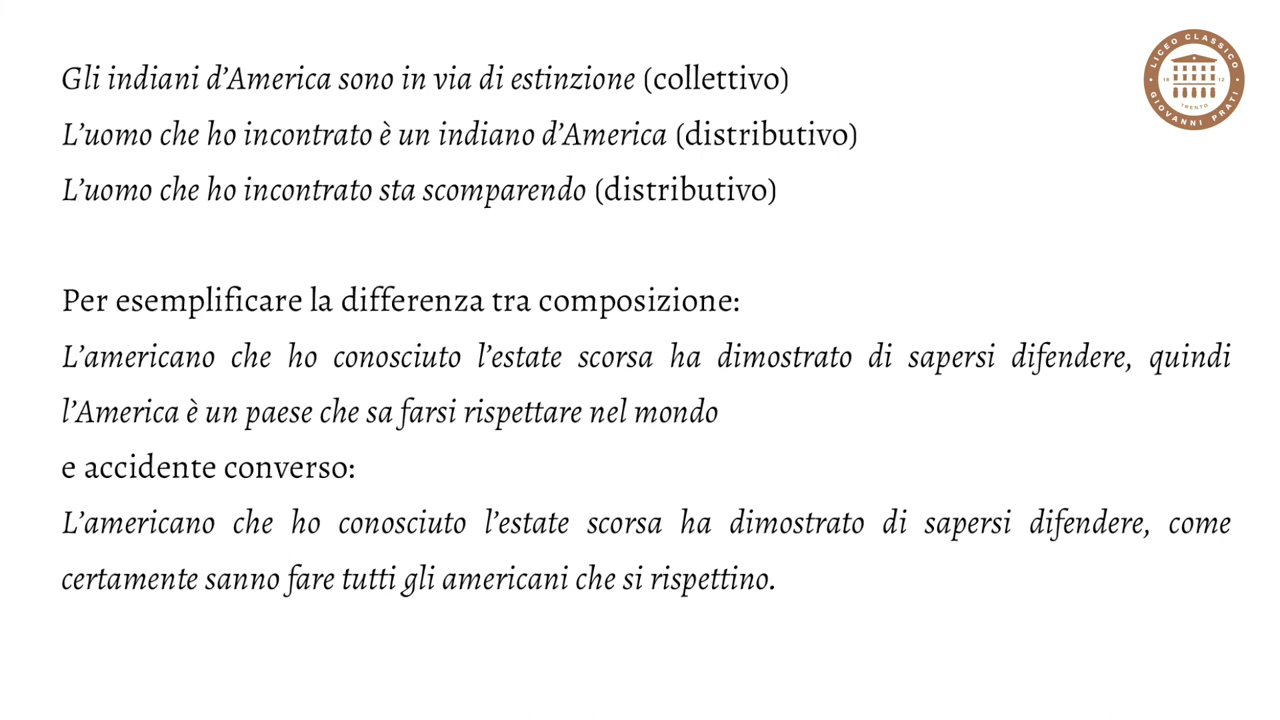 Gli indiani d’America sono in via di estinzione (collettivo)
L’uomo che ho incontrato è un indiano d’America (distributivo)
L’uomo che ho incontrato sta scomparendo (distributivo)
Per esemplificare la differenza tra composizione:
L’americano che ho conosciuto l’estate scorsa ha dimostrato di sapersi difendere, quindi
l’America è un paese che sa farsi rispettare nel mondo
e accidente converso:
L’americano che ho conosciuto l’estate scorsa ha dimostrato di sapersi difendere, come
certamente sanno fare tutti gli americani che si rispettino.
LICEO CLASSICO
18 12
TRENTO
GIOVANNI PRATI